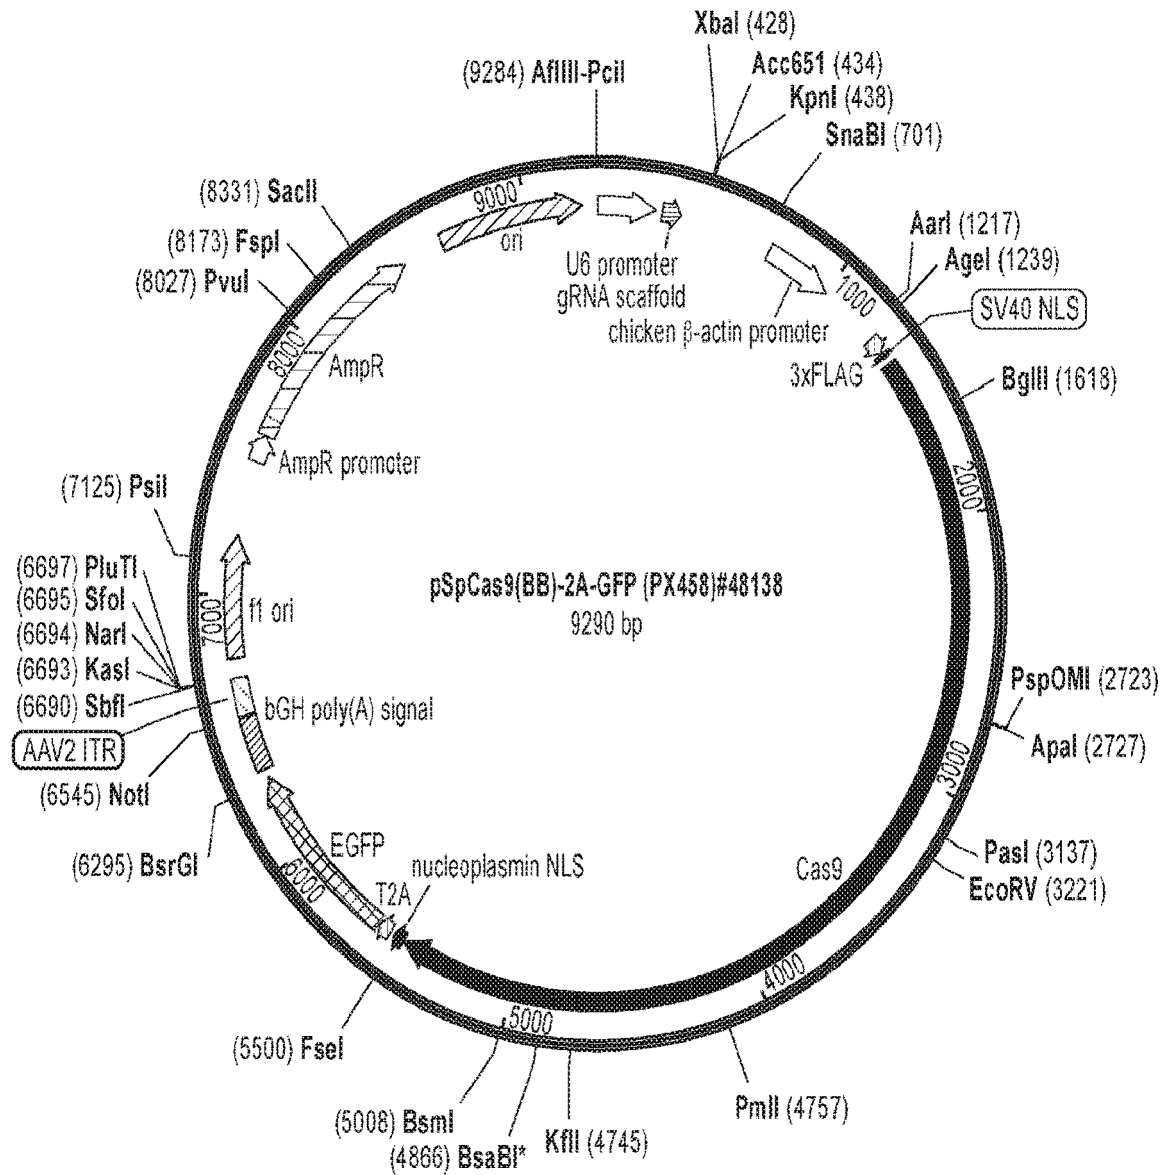 XbaI (428)
(9284) AflIII-PciI
Acc651 (434)
KpnI (438)
SnaBI (701)
(8331) SacII
9000
AarI (1217)
(8173) FspI
ori
AgeI (1239)
(8027) PvuI
U6 promoter
gRNA scaffold
1000
SV40 NLS
chicken β-actin promoter
8000
AmpR
3xFLAG
BglII (1618)
AmpR promoter
2000
(7125) PsiI
(6697) PluTI
pSpCas9(BB)-2A-GFP (PX458)#48138
(6695) SfoI
f1 ori
7000
9290 bp
(6694) NarI
(6693) KasI
PspOMI (2723)
(6690) SbfI
bGH poly(A) signal
AAV2 ITR
ApaI (2727)
3000
(6545) NotI
EGFP
PasI (3137)
(6295) BsrGI
nucleoplasmin NLS
Cas9
6000
T2A
EcoRV (3221)
4000
5000
(5500) FseI
PmlI (4757)
(5008) BsmI
KflI (4745)
(4866) BsaBI*